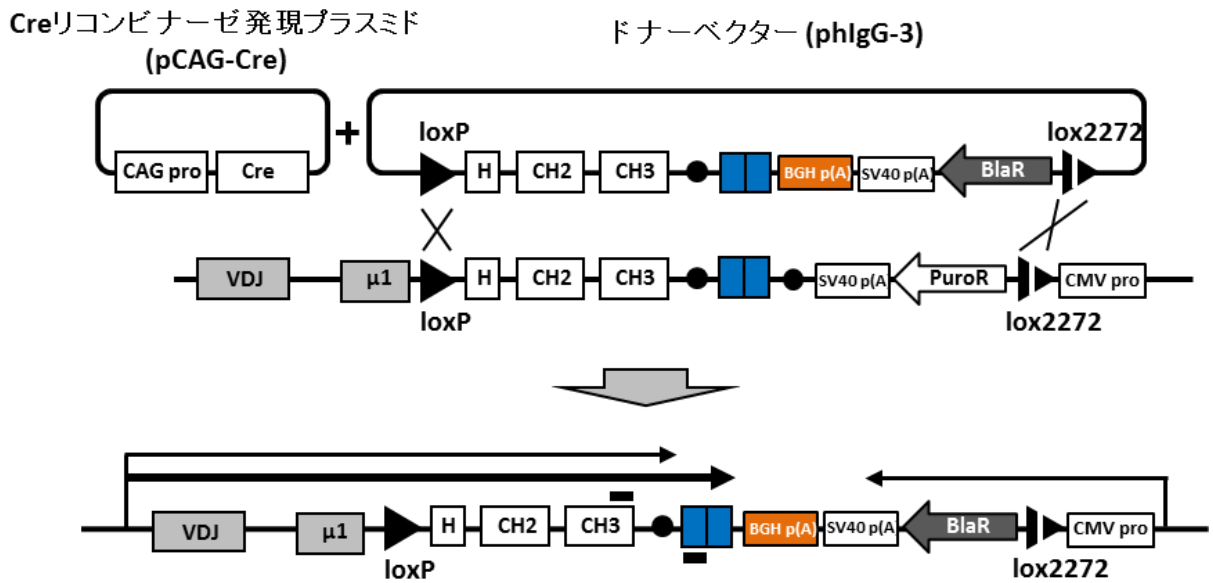 Creリコンビナーゼ発現プラスミド
(pCAG-Cre)
ドナーベクター (phIgG-3)
loxP
lox2272
CAG pro
Cre
+
H
CH2
CH3
BGH p(A)
SV40 p(A)
BlaR
VDJ
μ1
H
CH2
CH3
SV40 p(A
PuroR
CMV pro
loxP
lox2272
VDJ
μ1
H
CH2
CH3
BGH p(A)
SV40 p(A)
BlaR
CMV pro
loxP
lox2272